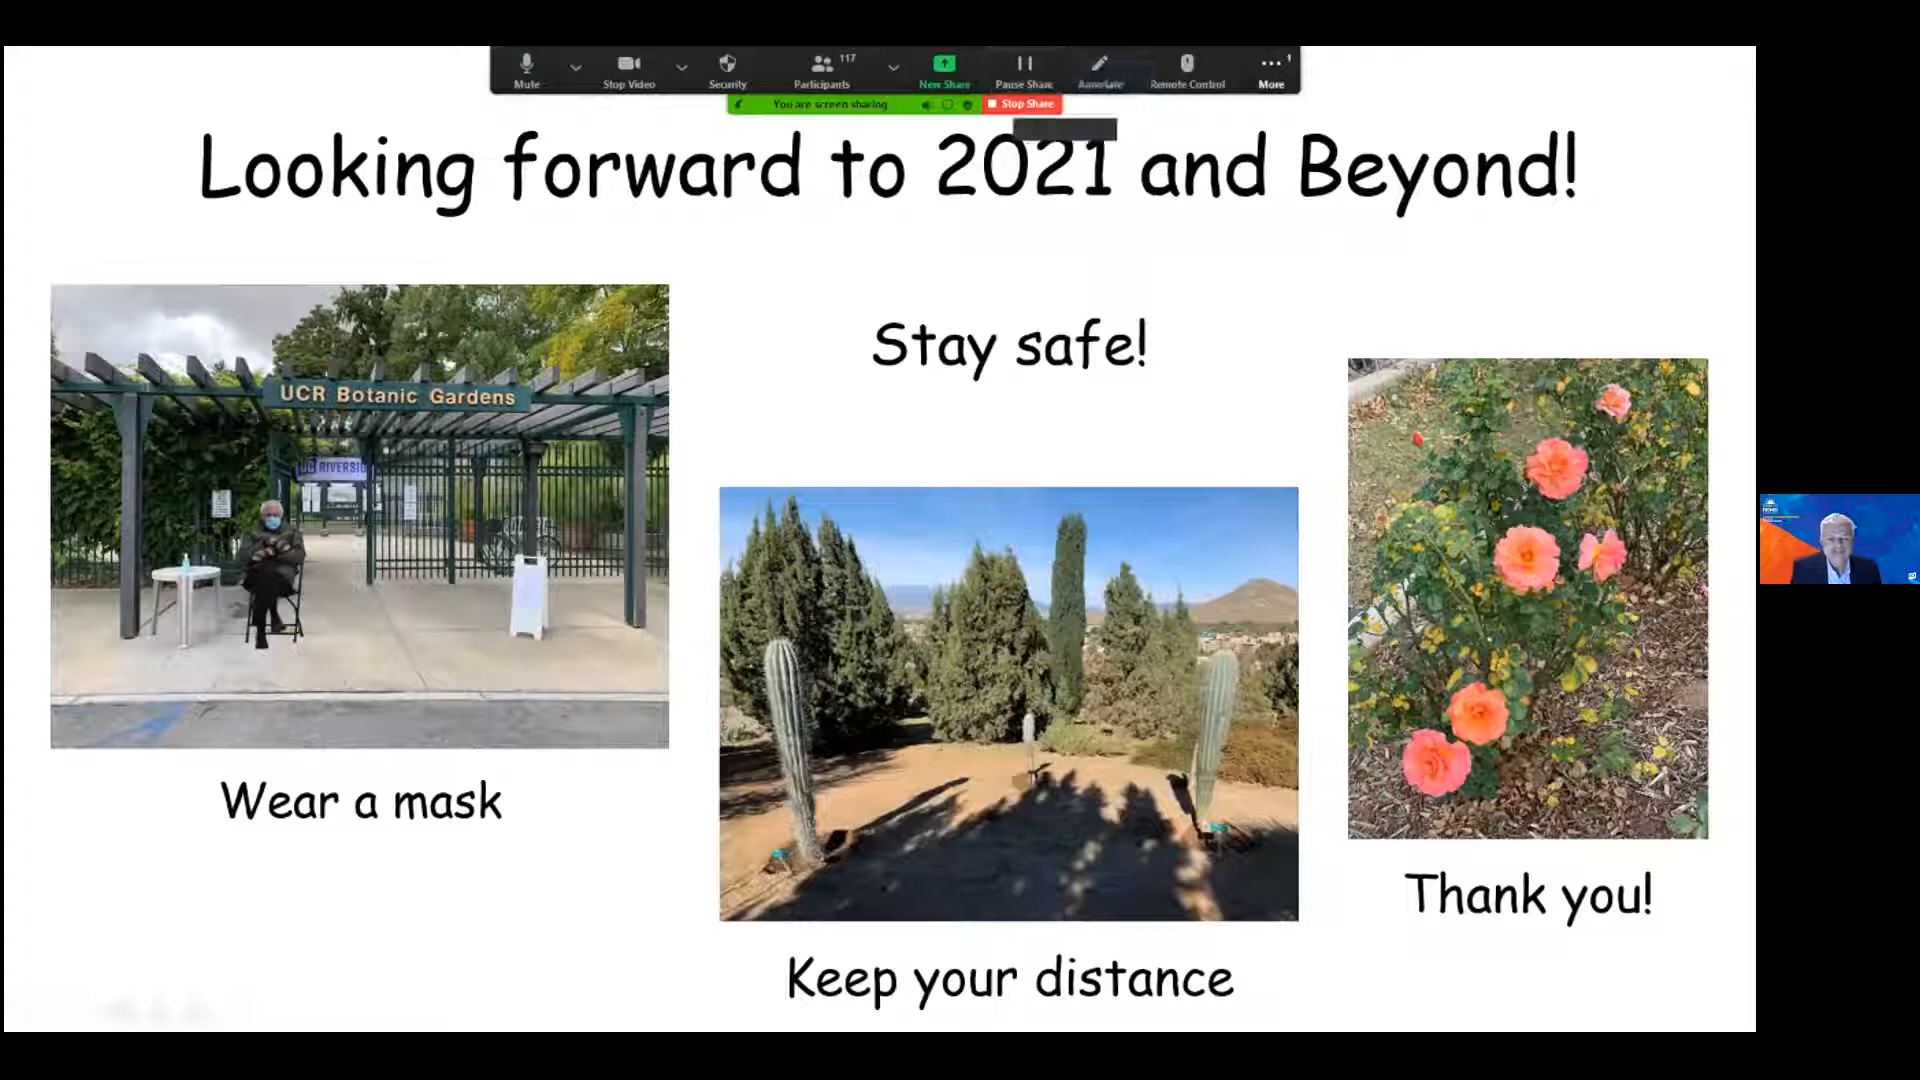 Mute
Stop Video
Security
Participants
117
New Share
Pause Share
Annotate
Remote Control
More
1
You are screen sharing
Stop Share
Looking forward to 2021 and Beyond!
Stay safe!
UCR Botanic Gardens
Wear a mask
Keep your distance
Thank you!